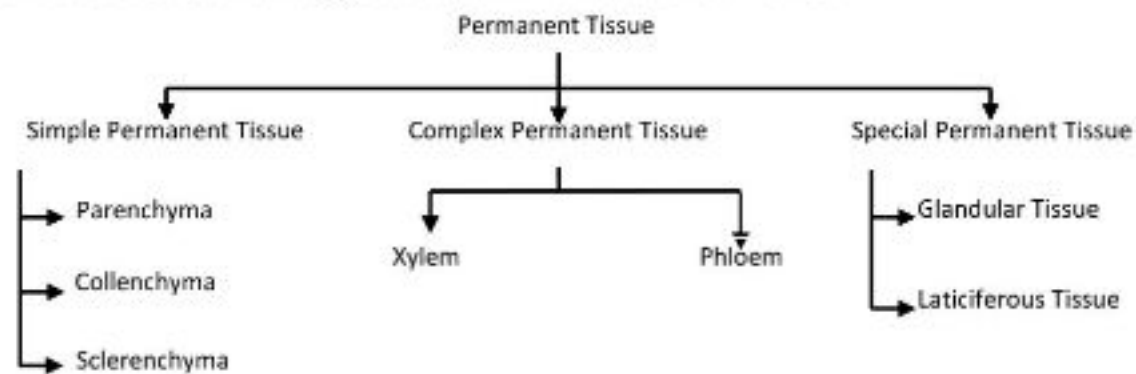 Permanent Tissue
Simple Permanent Tissue
Complex Permanent Tissue
Special Permanent Tissue
Parenchyma
Collenchyma
Sclerenchyma
Xylem
Phloem
Glandular Tissue
Laticiferous Tissue